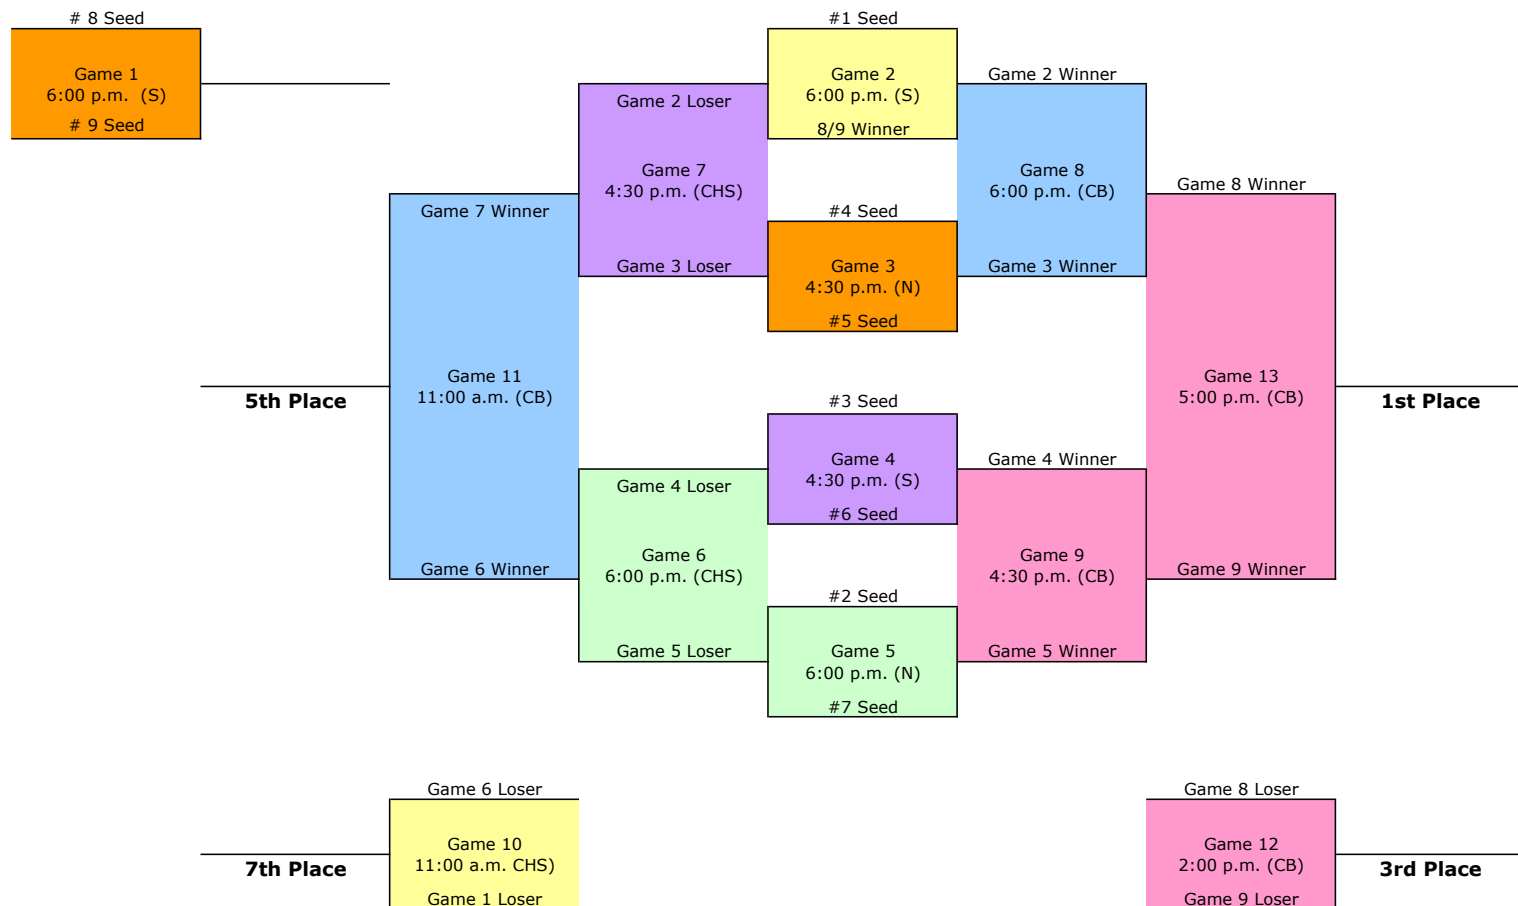 # 8 Seed
Game 1
6:00 p.m.  (S)
# 9 Seed
#1 Seed
Game 2
6:00 p.m. (S)
8/9 Winner
Game 2 Loser
Game 7
4:30 p.m. (CHS)
Game 3 Loser
Game 2 Winner
Game 8
6:00 p.m. (CB)
Game 3 Winner
#4 Seed
Game 3
4:30 p.m. (N)
#5 Seed
Game 7 Winner
Game 11
11:00 a.m. (CB)
Game 6 Winner
5th Place
Game 8 Winner
Game 13
5:00 p.m. (CB)
Game 9 Winner
1st Place
#3 Seed
Game 4
4:30 p.m. (S)
#6 Seed
Game 4 Loser
Game 6
6:00 p.m. (CHS)
Game 5 Loser
Game 4 Winner
Game 9
4:30 p.m. (CB)
Game 5 Winner
#2 Seed
Game 5
6:00 p.m. (N)
#7 Seed
Game 6 Loser
Game 10
11:00 a.m. CHS)
Game 1 Loser
7th Place
Game 8 Loser
Game 12
2:00 p.m. (CB)
Game 9 Loser
3rd Place